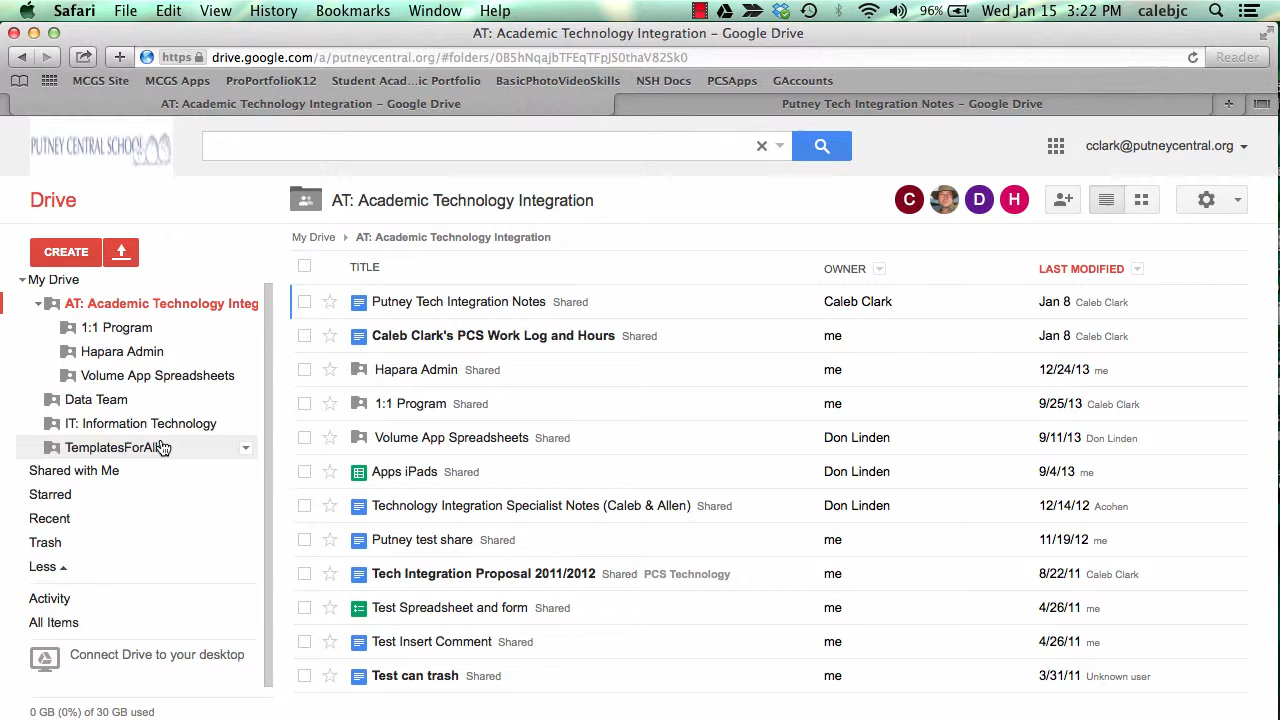 Safari File Edit View History Bookmarks Window Help 96% Wed Jan 15 3:22 PM calebjc
AT: Academic Technology Integration – Google Drive
https drive.google.com/a/putneycentral.org/#folders/0B5hNqajbTFEqTFpJS0thaV82Sk0 Reader
MCGS Site MCGS Apps ProPortfolioK12 Student Acad...ic Portfolio BasicPhotoVideoSkills NSH Docs PCSApps GAccounts
AT: Academic Technology Integration – Google Drive Putney Tech Integration Notes – Google Drive
PUTNEY CENTRAL SCHOOL cclark@putneycentral.org
Drive AT: Academic Technology Integration C D H
My Drive AT: Academic Technology Integration
CREATE
TITLE OWNER LAST MODIFIED
My Drive
AT: Academic Technology Integ
1:1 Program
Hapara Admin
Volume App Spreadsheets
Data Team
IT: Information Technology
TemplatesForAll
Shared with Me
Starred
Recent
Trash
Less
Activity
All Items
Connect Drive to your desktop
0 GB (0%) of 30 GB used
Putney Tech Integration Notes Shared Caleb Clark Jan 8 Caleb Clark
Caleb Clark's PCS Work Log and Hours Shared me Jan 8 Caleb Clark
Hapara Admin Shared me 12/24/13 me
1:1 Program Shared me 9/25/13 Caleb Clark
Volume App Spreadsheets Shared Don Linden 9/11/13 Don Linden
Apps iPads Shared Don Linden 9/4/13 me
Technology Integration Specialist Notes (Caleb & Allen) Shared Don Linden 12/14/12 Acohen
Putney test share Shared me 11/19/12 me
Tech Integration Proposal 2011/2012 Shared PCS Technology me 8/22/11 Caleb Clark
Test Spreadsheet and form Shared me 4/26/11 me
Test Insert Comment Shared me 4/26/11 me
Test can trash Shared me 3/31/11 Unknown user